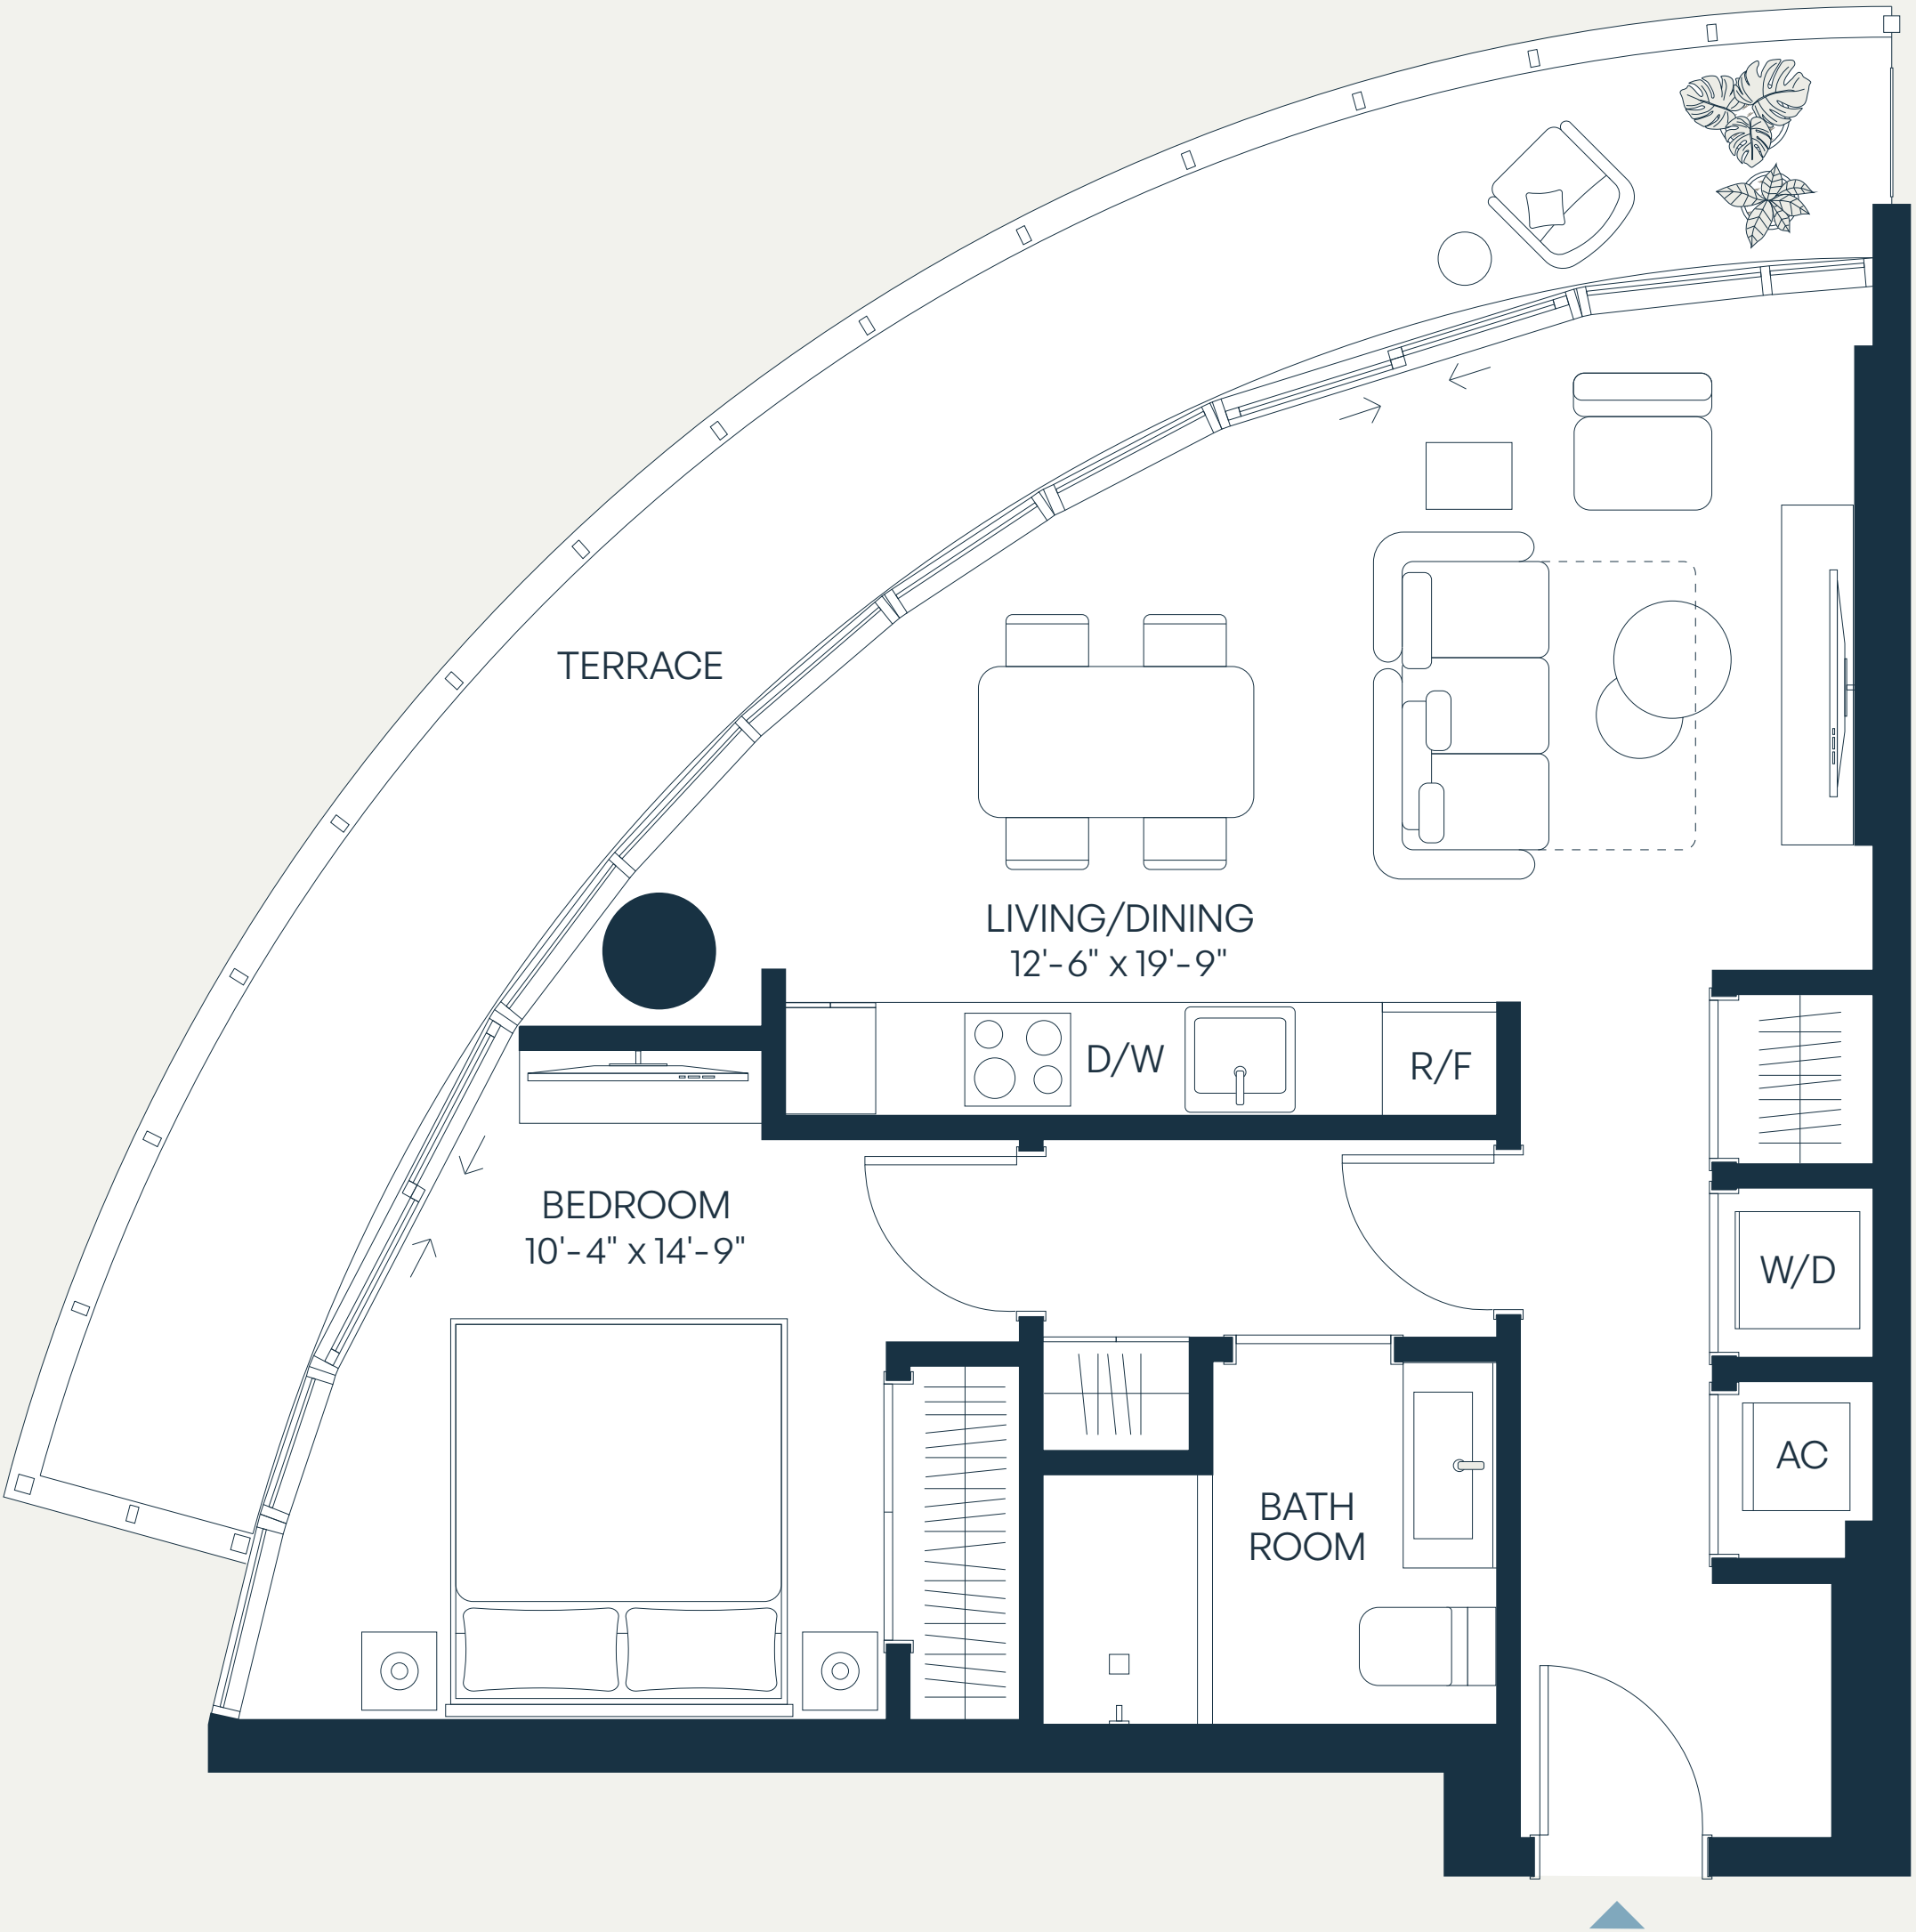 TERRACE
LIVING/DINING
12'-6" x 19'-9"
D/W
R/F
BEDROOM
10'-4" x 14'-9"
W/D
AC
BATH
ROOM